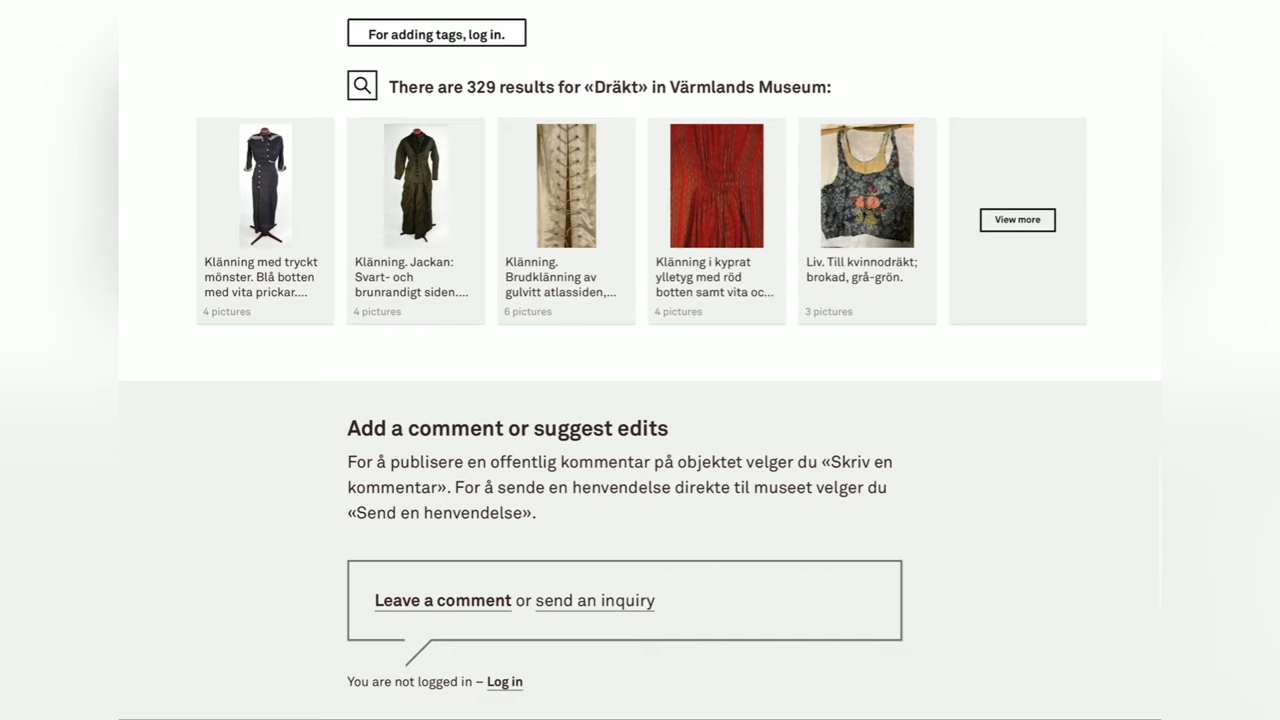 For adding tags, log in.
There are 329 results for «Dräkt» in Värmlands Museum:
Klänning med tryckt
mönster. Blå botten
med vita prickar....
4 pictures
Klänning. Jackan:
Svart- och
brunrandigt siden....
4 pictures
Klänning.
Brudklänning av
gulvitt atlassiden,...
6 pictures
Klänning i kyprat
ylletyg med röd
botten samt vita oc...
4 pictures
Liv. Till kvinnodräkt;
brokad, grå-grön.
3 pictures
View more
Add a comment or suggest edits
For å publisere en offentlig kommentar på objektet velger du «Skriv en
kommentar». For å sende en henvendelse direkte til museet velger du
«Send en henvendelse».
Leave a comment or send an inquiry
You are not logged in – Log in